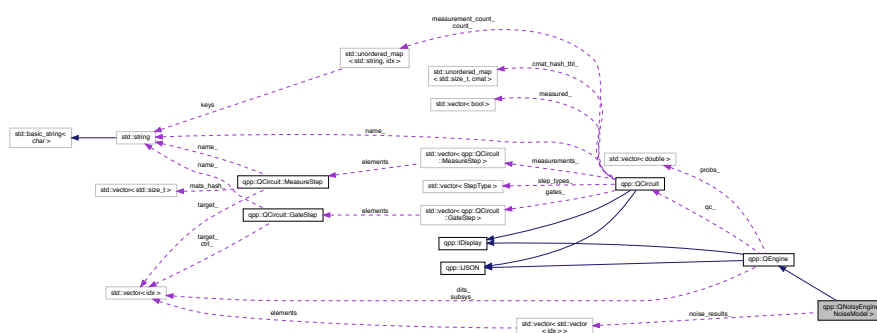 measurement_count_
count_
std::unordered_map
< std::string, idx >
cmat_hash_tbl_
std::unordered_map
< std::size_t, cmat >
measured_
std::vector< bool >
keys
std::basic_string<
char >
std::string
name_
name_
name_
elements
std::vector< qpp::QCircuit
::MeasureStep >
measurements_
std::vector< double >
probs_
std::vector< std::size_t >
mats_hash_
qpp::QCircuit::MeasureStep
std::vector< StepType >
step_types_
qpp::QCircuit
target_
gates_
qc_
qpp::QCircuit::GateStep
elements
std::vector< qpp::QCircuit
::GateStep >
target_
ctrl_
qpp::IDisplay
qpp::IJSON
qpp::QEngine
std::vector< idx >
dits_
subsys_
elements
std::vector< std::vector
< idx > >
noise_results_
qpp::QNoisyEngine
NoiseModel >